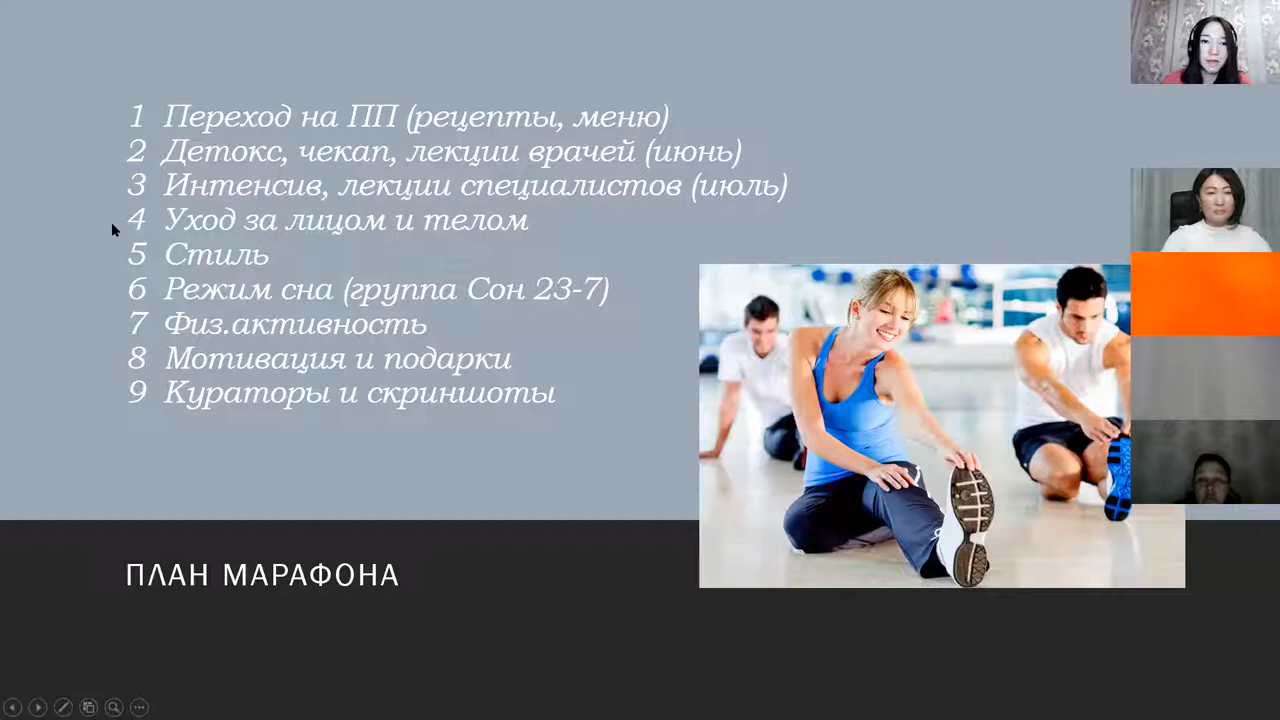 1 Переход на ПП (рецепты, меню)
2 Детокс, чекап, лекции врачей (июнь)
3 Интенсив, лекции специалистов (июль)
4 Уход за лицом и телом
5 Стиль
6 Режим сна (группа Сон 23-7)
7 Физ.активность
8 Мотивация и подарки
9 Кураторы и скриншоты
ПЛАН МАРАФОНА